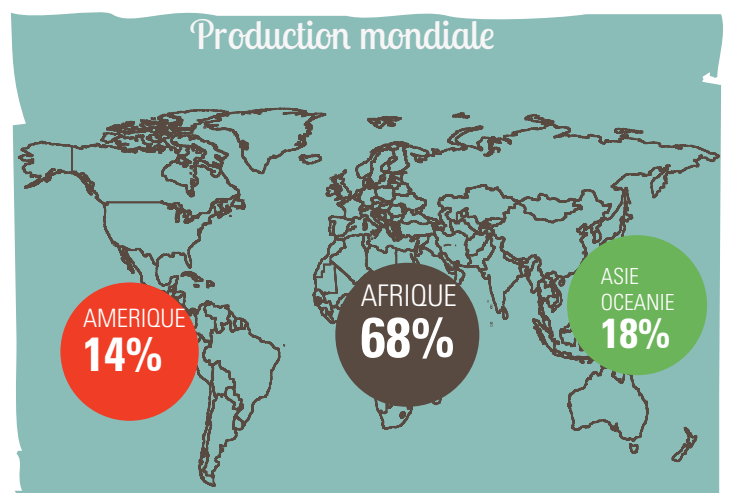 Production mondiale
AMERIQUE
14%
AFRIQUE
68%
ASIE
OCEANIE
18%